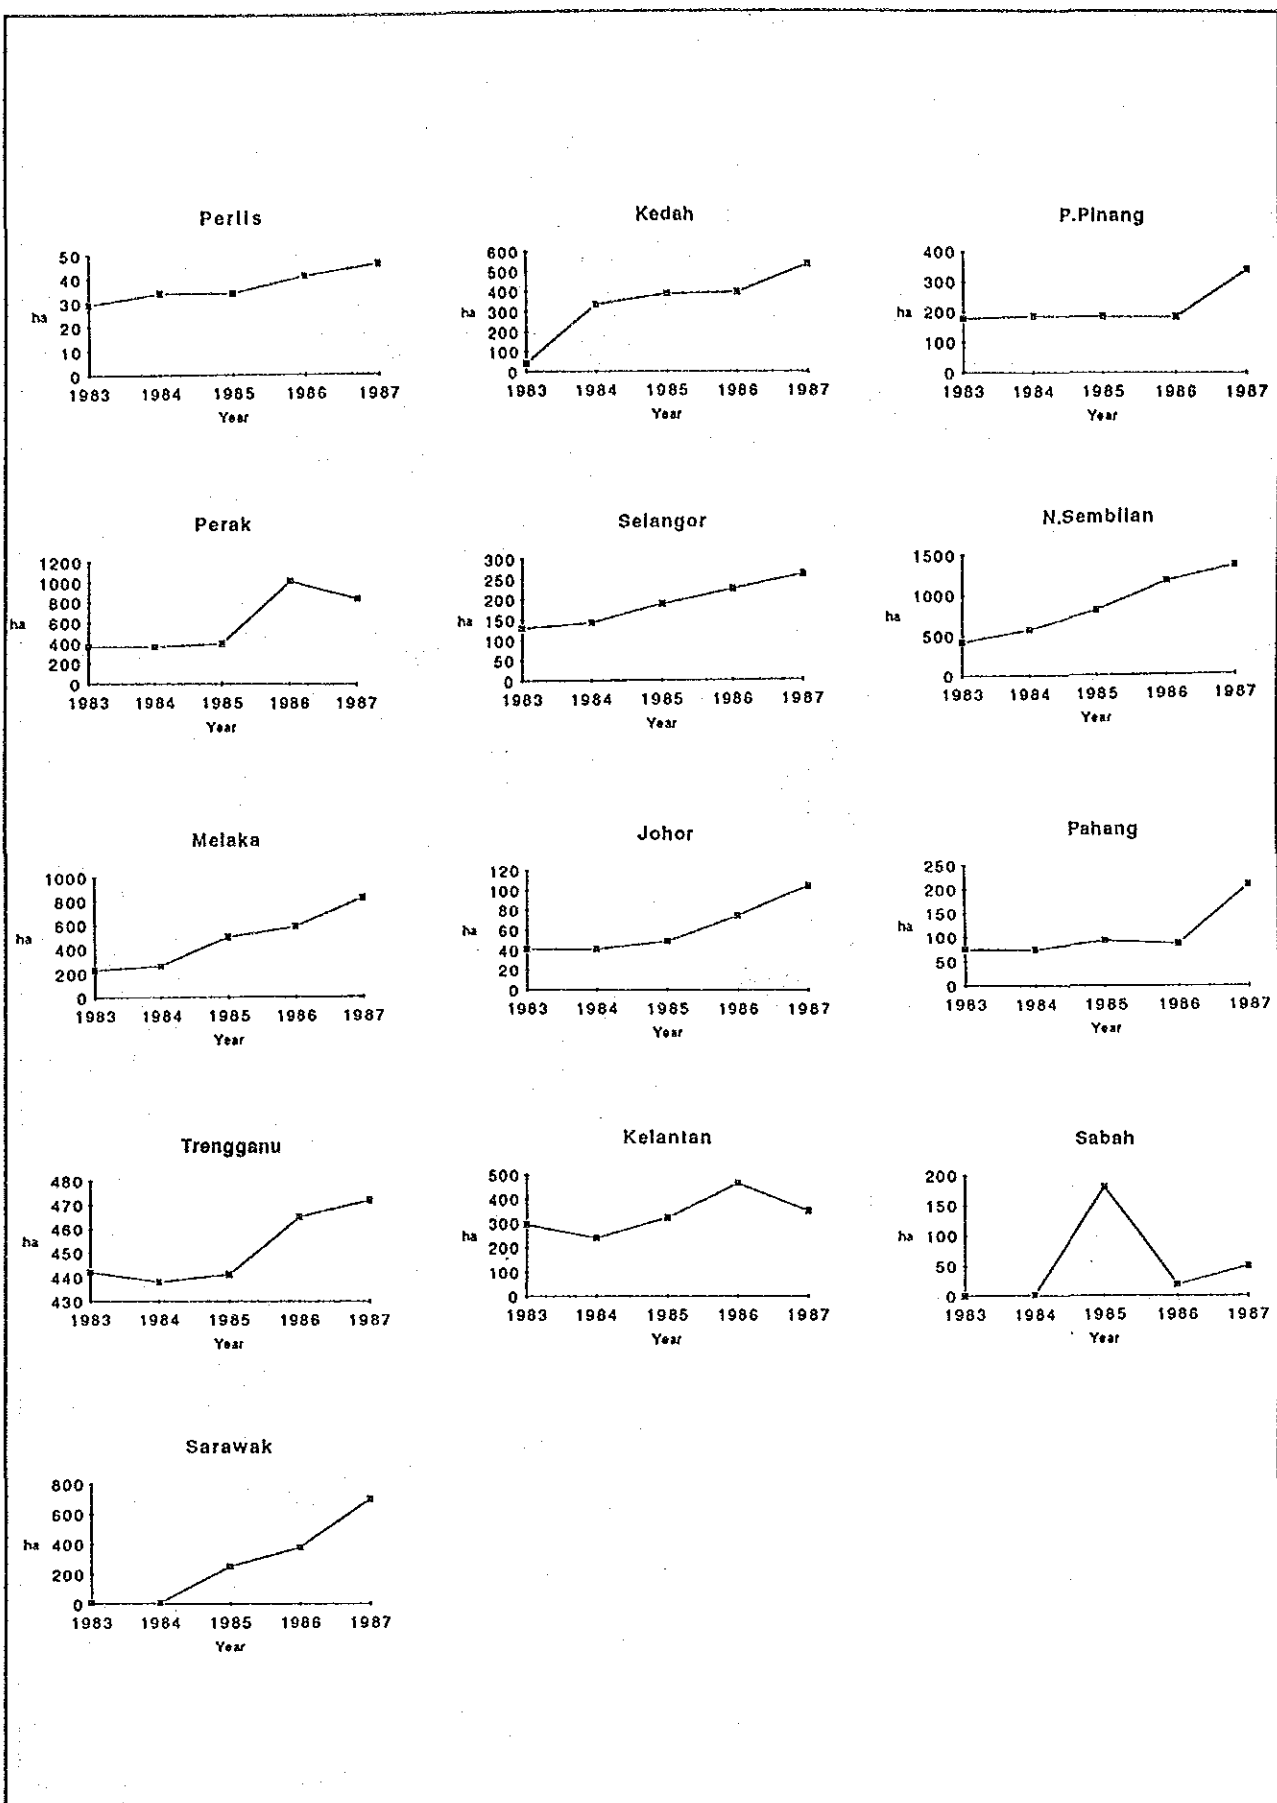 Perlis
50
40
30
ha
20
10
0
1983 1984 1985 1986 1987
Year
Kedah
600
500
400
ha 300
200
100
0
1983 1984 1985 1986 1987
Year
P.Pinang
400
300
ha 200
100
0
1983 1984 1985 1986 1987
Year
Perak
1200
1000
800
ha 600
400
200
0
1983 1984 1985 1986 1987
Year
Selangor
300
250
200
ha 150
100
50
0
1983 1984 1985 1986 1987
Year
N.Sembilan
1500
1000
ha
500
0
1983 1984 1985 1986 1987
Year
Melaka
1000
800
600
ha
400
200
0
1983 1984 1985 1986 1987
Year
Johor
120
100
80
ha 60
40
20
0
1983 1984 1985 1986 1987
Year
Pahang
250
200
150
ha
100
50
0
1983 1984 1985 1986 1987
Year
Trengganu
480
470
460
ha
450
440
430
1983 1984 1985 1986 1987
Year
Kelantan
500
400
300
ha
200
100
0
1983 1984 1985 1986 1987
Year
Sabah
200
150
ha 100
50
0
1983 1984 1985 1986 1987
Year
Sarawak
800
600
ha 400
200
0
1983 1984 1985 1986 1987
Year